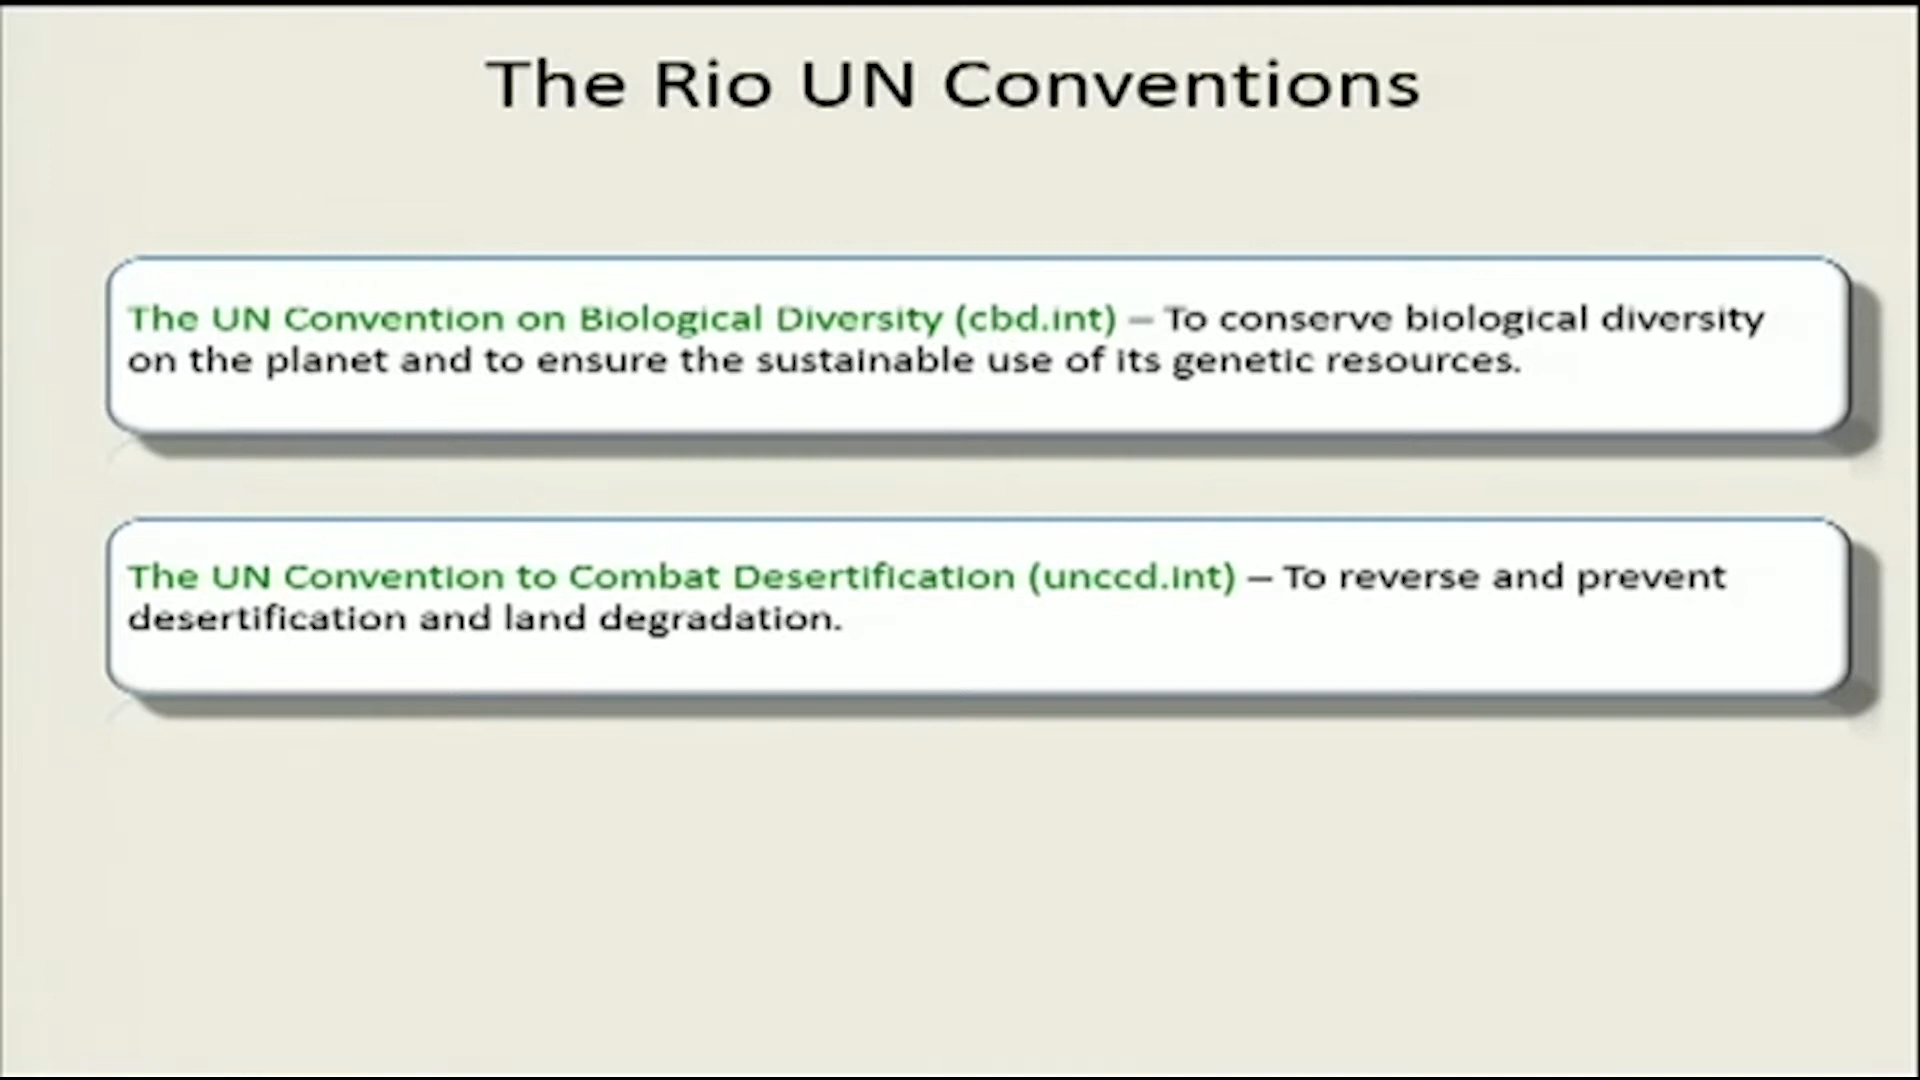 The Rio UN Conventions
The UN Convention on Biological Diversity (cbd.int) – To conserve biological diversity
on the planet and to ensure the sustainable use of its genetic resources.
The UN Convention to Combat Desertification (unccd.int) – To reverse and prevent
desertification and land degradation.